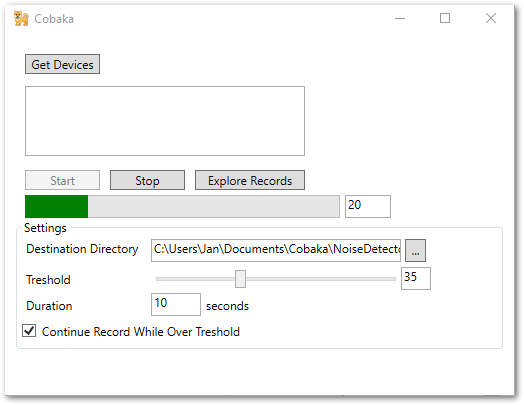 Cobaka
Get Devices
Start Stop Explore Records
20
Settings
Destination Directory C:\Users\Jan\Documents\Cobaka\NoiseDetecto ...
Treshold 35
Duration 10 seconds
Continue Record While Over Treshold